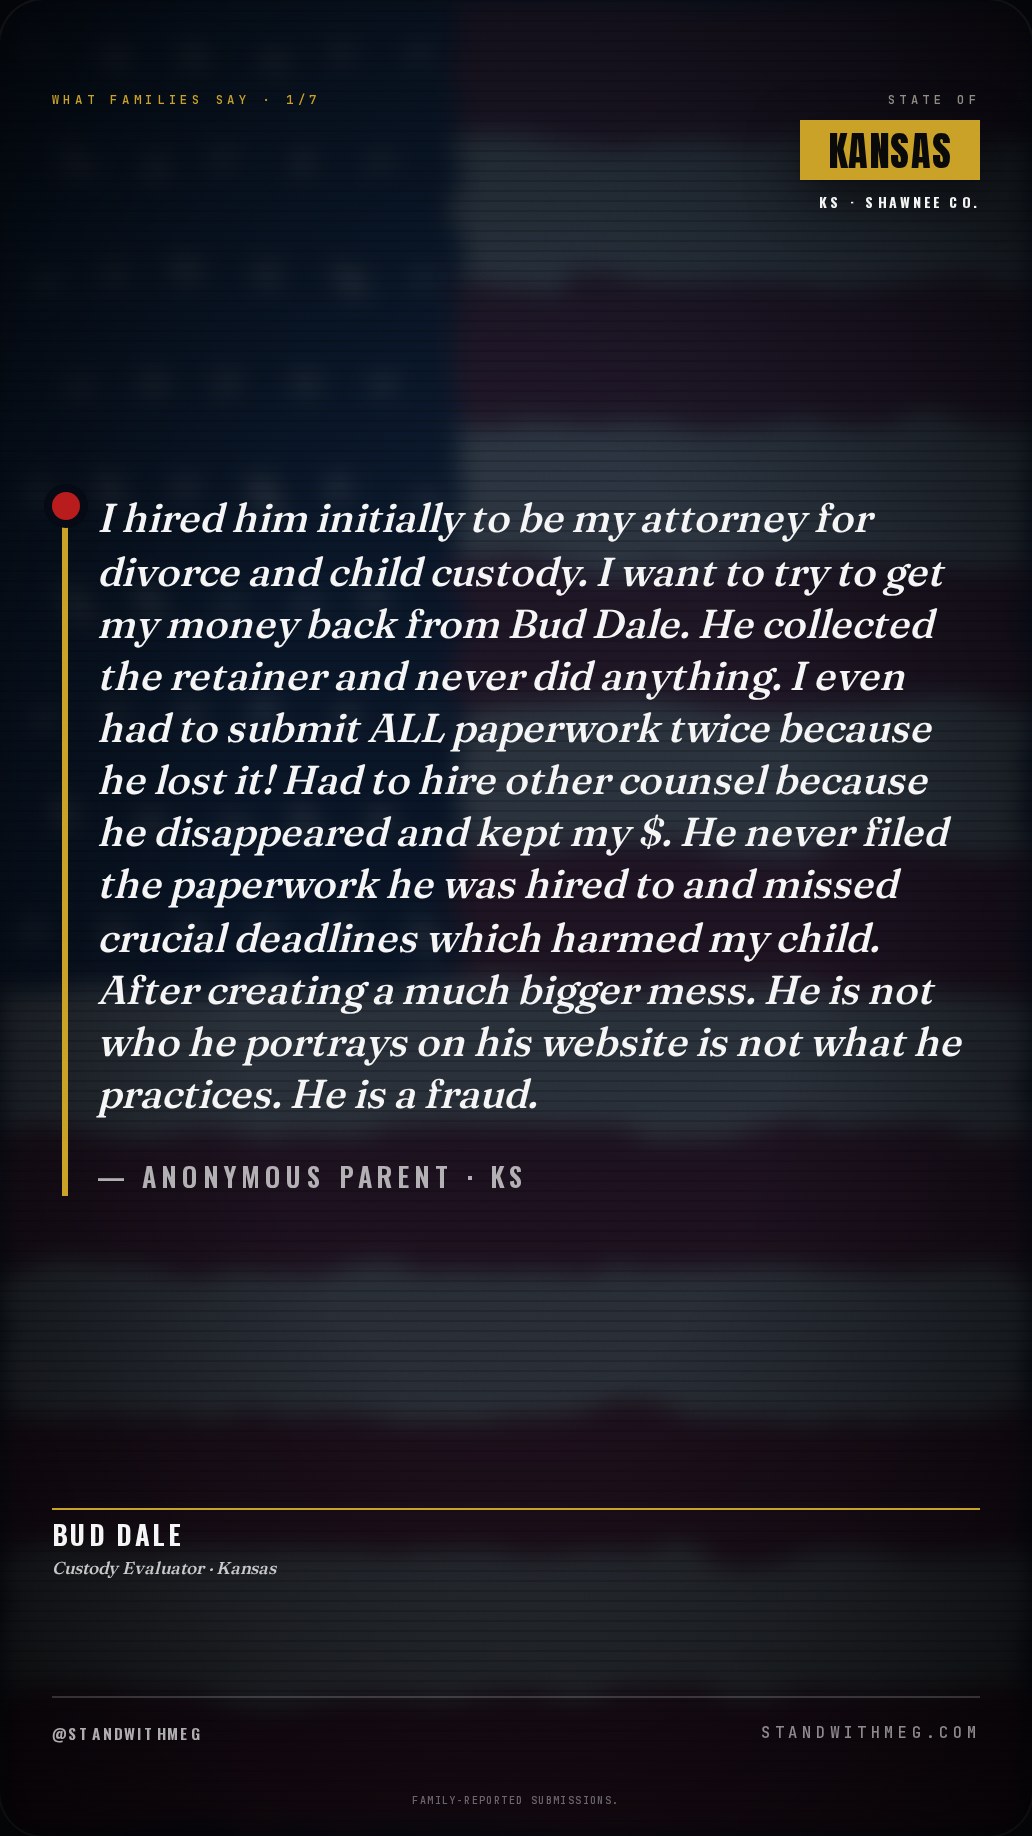 WHAT FAMILIES SAY · 1/7
STATE OF
KANSAS
KS · SHAWNEE CO.
I hired him initially to be my attorney for
divorce and child custody. I want to try to get
my money back from Bud Dale. He collected
the retainer and never did anything. I even
had to submit ALL paperwork twice because
he lost it! Had to hire other counsel because
he disappeared and kept my $. He never filed
the paperwork he was hired to and missed
crucial deadlines which harmed my child.
After creating a much bigger mess. He is not
who he portrays on his website is not what he
practices. He is a fraud.
— ANONYMOUS PARENT · KS
BUD DALE
Custody Evaluator · Kansas
@STANDWITHMEG
STANDWITHMEG.COM
FAMILY-REPORTED SUBMISSIONS.